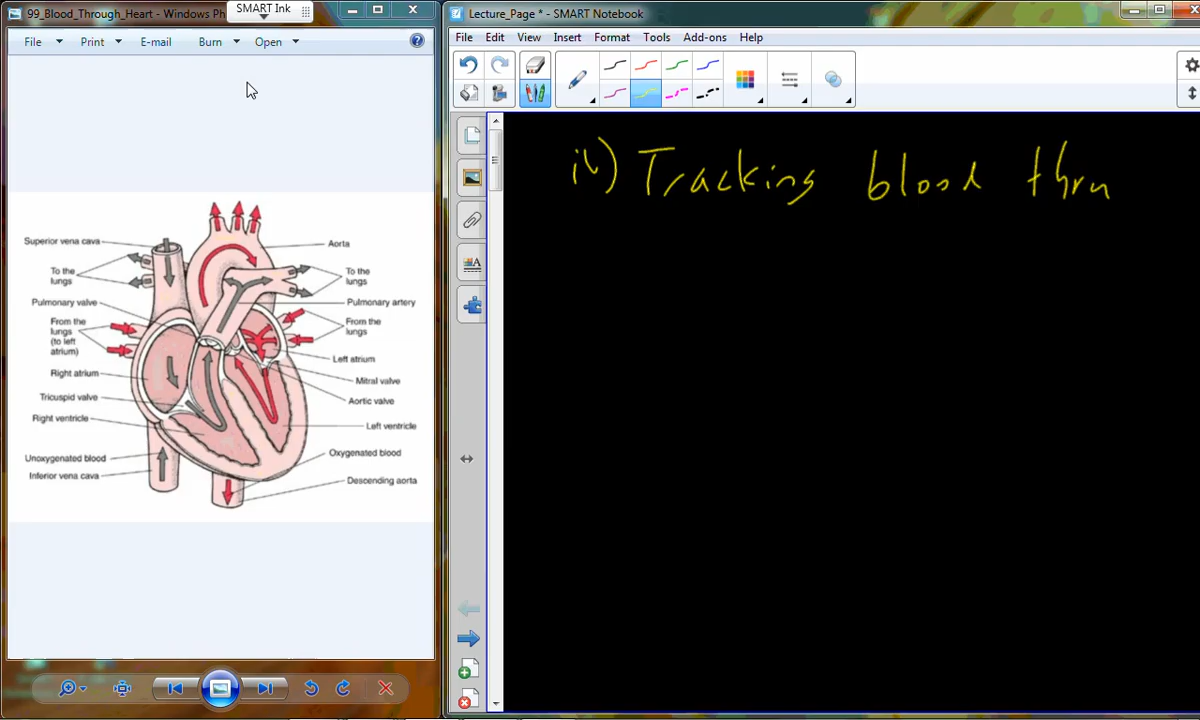 99_Blood_Through_Heart - Windows Ph
SMART Ink
File Print E-mail Burn Open
Superior vena cava
To the
lungs
Pulmonary valve
From the
lungs
(to left
atrium)
Right atrium
Tricuspid valve
Right ventricle
Unoxygenated blood
Inferior vena cava
Aorta
To the
lungs
Pulmonary artery
From the
lungs
Left atrium
Mitral valve
Aortic valve
Left ventricle
Oxygenated blood
Descending aorta
Lecture_Page * - SMART Notebook
File Edit View Insert Format Tools Add-ons Help
iv) Tracking blood thru